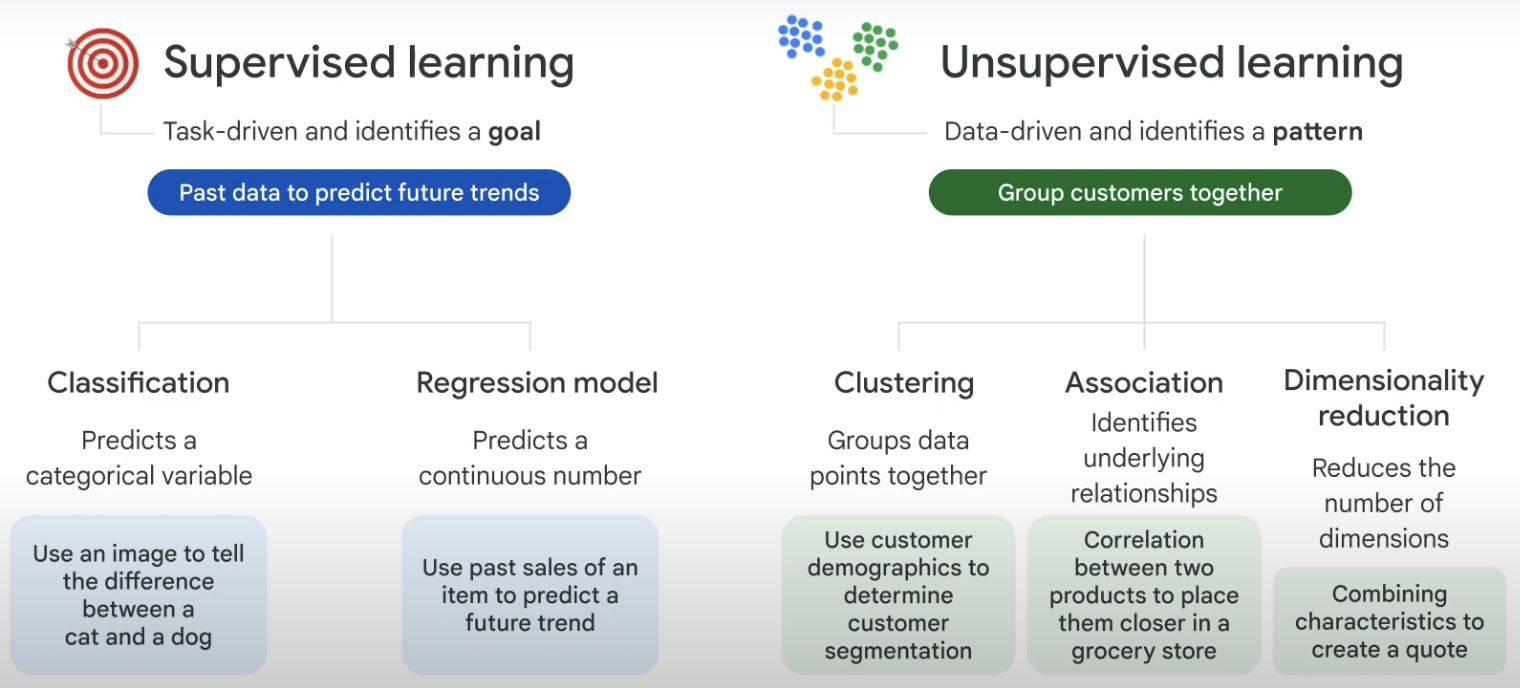 Supervised learning
Task-driven and identifies a goal
Past data to predict future trends
Classification
Predicts a
categorical variable
Use an image to tell
the difference
between a
cat and a dog
Regression model
Predicts a
continuous number
Use past sales of an
item to predict a
future trend
Unsupervised learning
Data-driven and identifies a pattern
Group customers together
Clustering
Groups data
points together
Use customer
demographics to
determine
customer
segmentation
Association
Identifies
underlying
relationships
Correlation
between two
products to place
them closer in a
grocery store
Dimensionality
reduction
Reduces the
number of
dimensions
Combining
characteristics to
create a quote